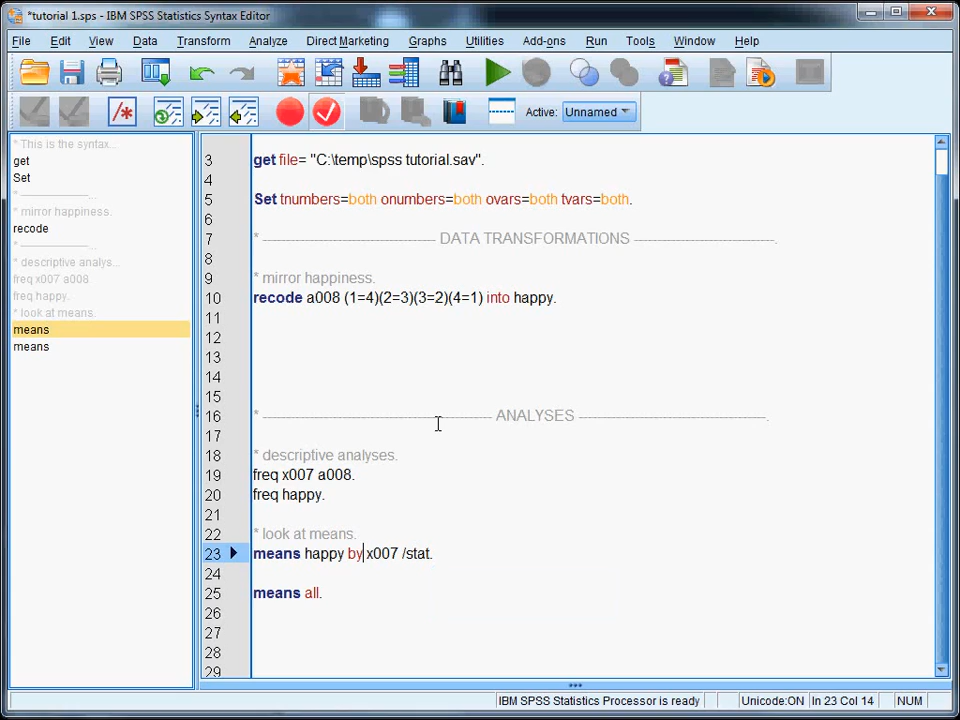 *tutorial 1.sps - IBM SPSS Statistics Syntax Editor
File Edit View Data Transform Analyze Direct Marketing Graphs Utilities Add-ons Run Tools Window Help
/*
Active: Unnamed
* This is the syntax...
get
Set
* --------------------...
* mirror happiness.
recode
* --------------------...
* descriptive analys...
freq x007 a008
freq happy.
* look at means.
means
means
3 get file= "C:\temp\spss tutorial.sav".
4
5 Set tnumbers=both onumbers=both ovars=both tvars=both.
6
7 * ---------------------------------------- DATA TRANSFORMATIONS --------------------------------.
8
9 * mirror happiness.
10 recode a008 (1=4)(2=3)(3=2)(4=1) into happy.
11
12
13
14
15
16 * ------------------------------------------------------ ANALYSES -------------------------------------------.
17
18 * descriptive analyses.
19 freq x007 a008.
20 freq happy.
21
22 * look at means.
23 means happy by x007 /stat.
24
25 means all.
26
27
28
29
IBM SPSS Statistics Processor is ready Unicode:ON In 23 Col 14 NUM